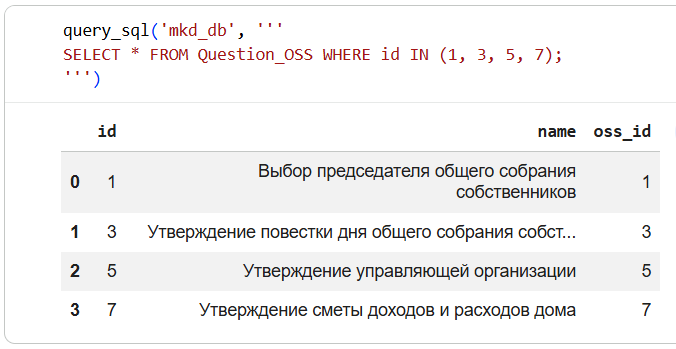 query_sql('mkd_db', '''
SELECT * FROM Question_OSS WHERE id IN (1, 3, 5, 7);
''')
id name oss_id
0 1 Выбор председателя общего собрания
собственников 1
1 3 Утверждение повестки дня общего собрания собст... 3
2 5 Утверждение управляющей организации 5
3 7 Утверждение сметы доходов и расходов дома 7